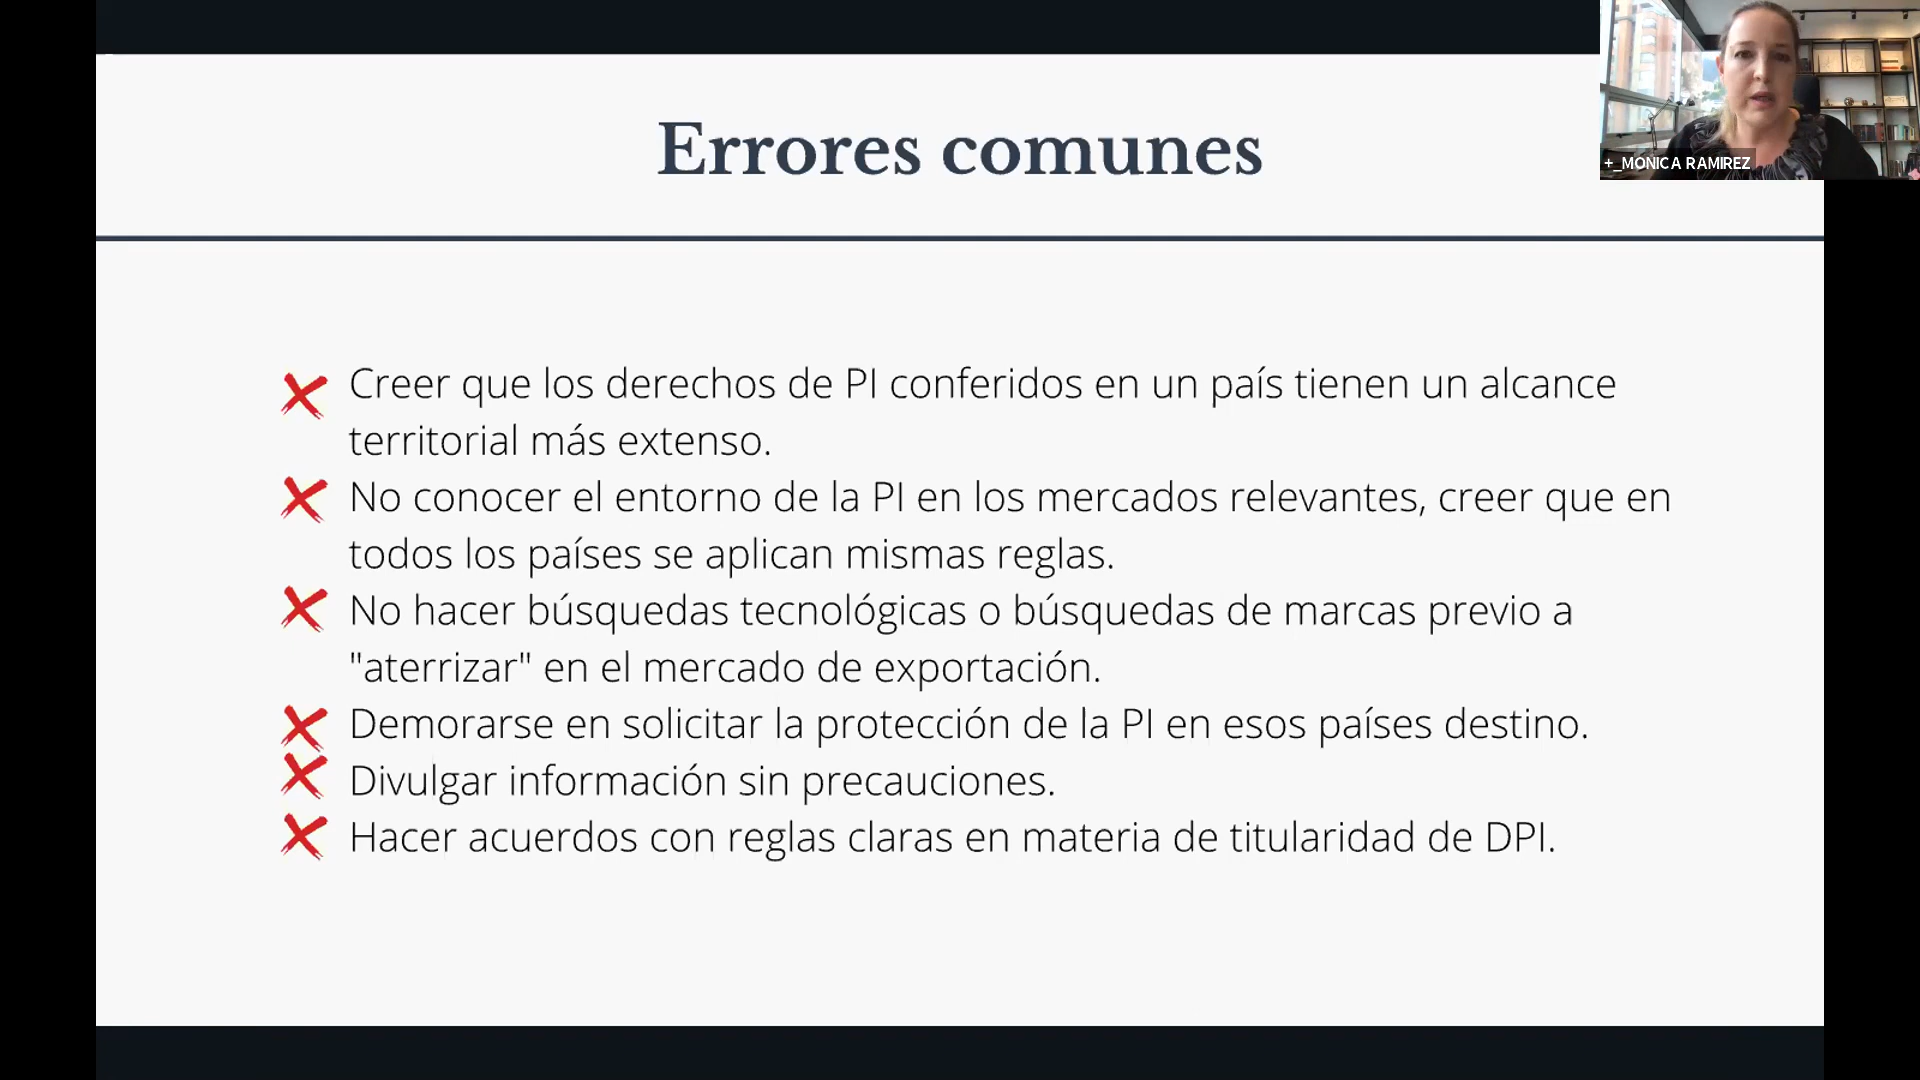 Errores comunes
+_MONICA RAMIREZ
Creer que los derechos de PI conferidos en un país tienen un alcance
territorial más extenso.
No conocer el entorno de la PI en los mercados relevantes, creer que en
todos los países se aplican mismas reglas.
No hacer búsquedas tecnológicas o búsquedas de marcas previo a
"aterrizar" en el mercado de exportación.
Demorarse en solicitar la protección de la PI en esos países destino.
Divulgar información sin precauciones.
Hacer acuerdos con reglas claras en materia de titularidad de DPI.